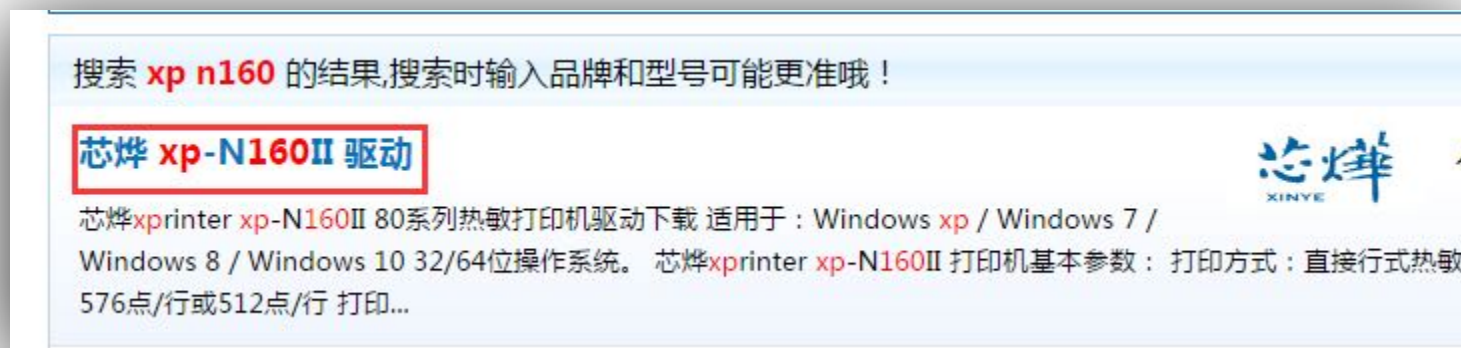 搜索 xp n160 的结果,搜索时输入品牌和型号可能更准哦！
芯烨 xp-N160II 驱动
芯烨
XINYE
芯烨xprinter xp-N160II 80系列热敏打印机驱动下载 适用于：Windows xp / Windows 7 /
Windows 8 / Windows 10 32/64位操作系统。 芯烨xprinter xp-N160II 打印机基本参数： 打印方式：直接行式热敏
576点/行或512点/行 打印...